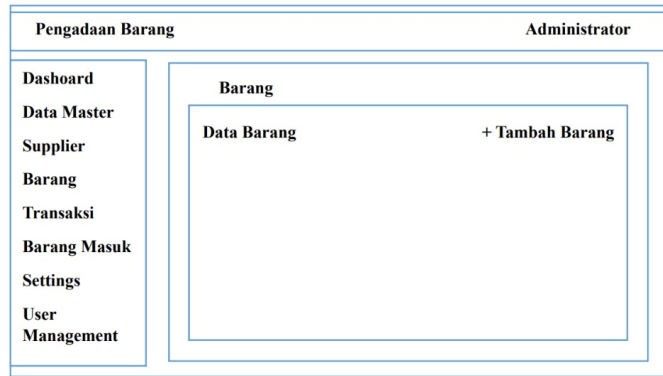 Pengadaan Barang
Administrator
Dashoard
Data Master
Supplier
Barang
Transaksi
Barang Masuk
Settings
User
Management
Barang
Data Barang
+ Tambah Barang